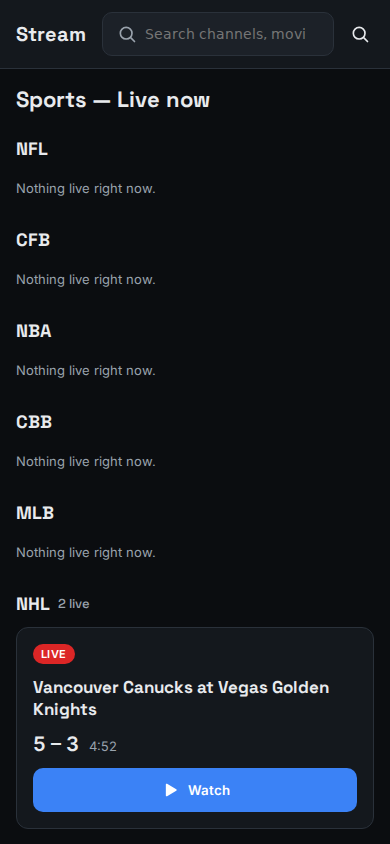 Stream
Search channels, movi
Sports — Live now
NFL
Nothing live right now.
CFB
Nothing live right now.
NBA
Nothing live right now.
CBB
Nothing live right now.
MLB
Nothing live right now.
NHL 2 live
LIVE
Vancouver Canucks at Vegas Golden
Knights
5 – 3 4:52
Watch